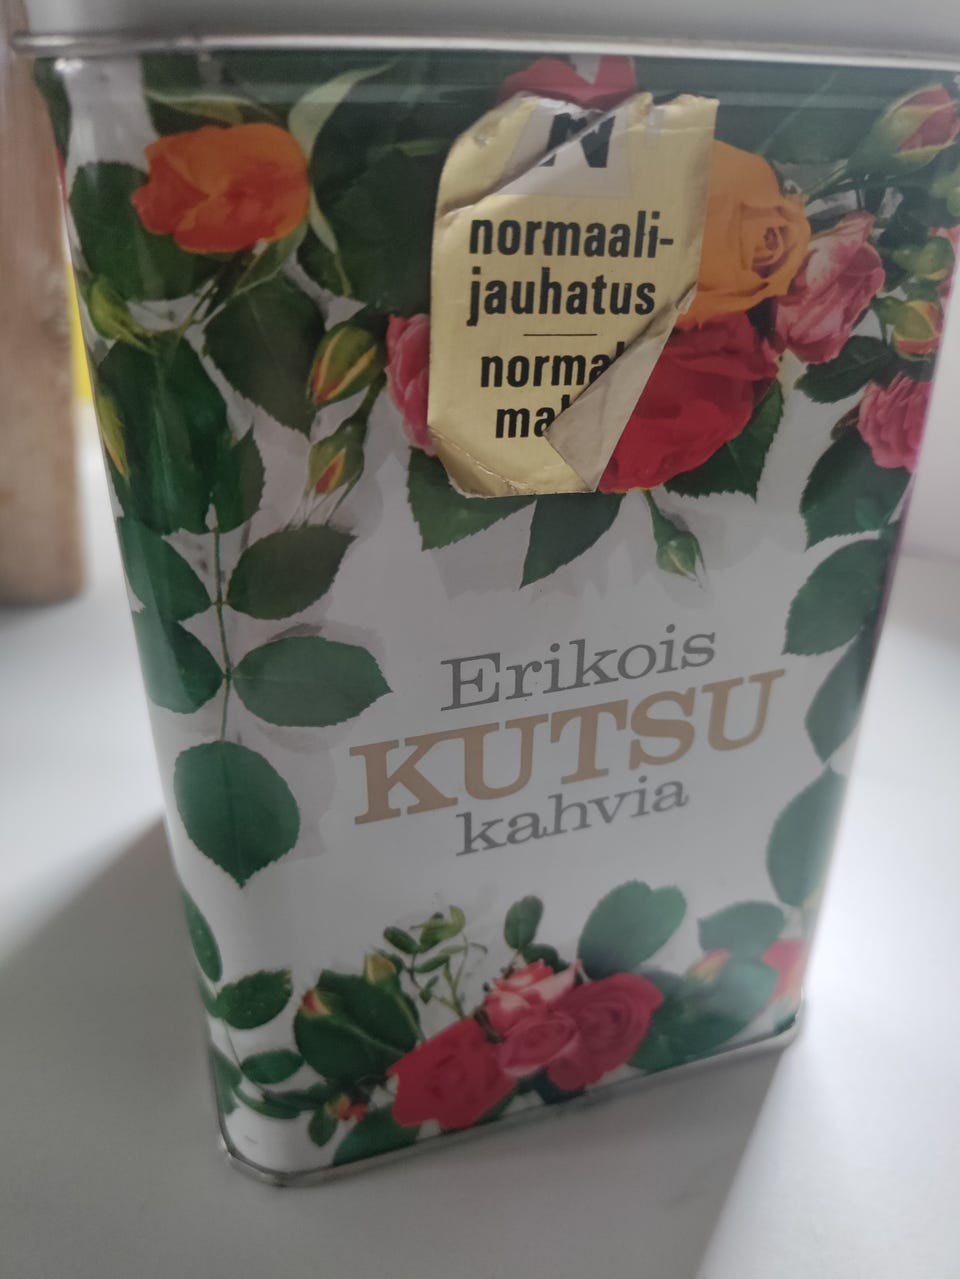 N
normaali-
jauhatus
Erikois
KUTSU
kahvia